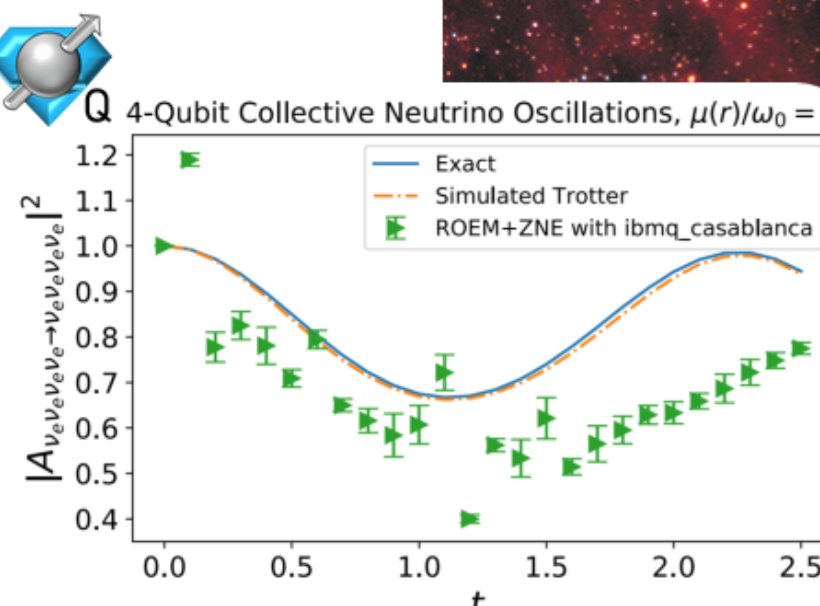 Q
4-Qubit Collective Neutrino Oscillations, μ(r)/ω₀ =
|A_{ν_eν_eν_eν_e→ν_eν_eν_eν_e}|²
1.2
1.1
1.0
0.9
0.8
0.7
0.6
0.5
0.4
Exact
Simulated Trotter
ROEM+ZNE with ibmq_casablanca
0.0 0.5 1.0 1.5 2.0 2.5
t